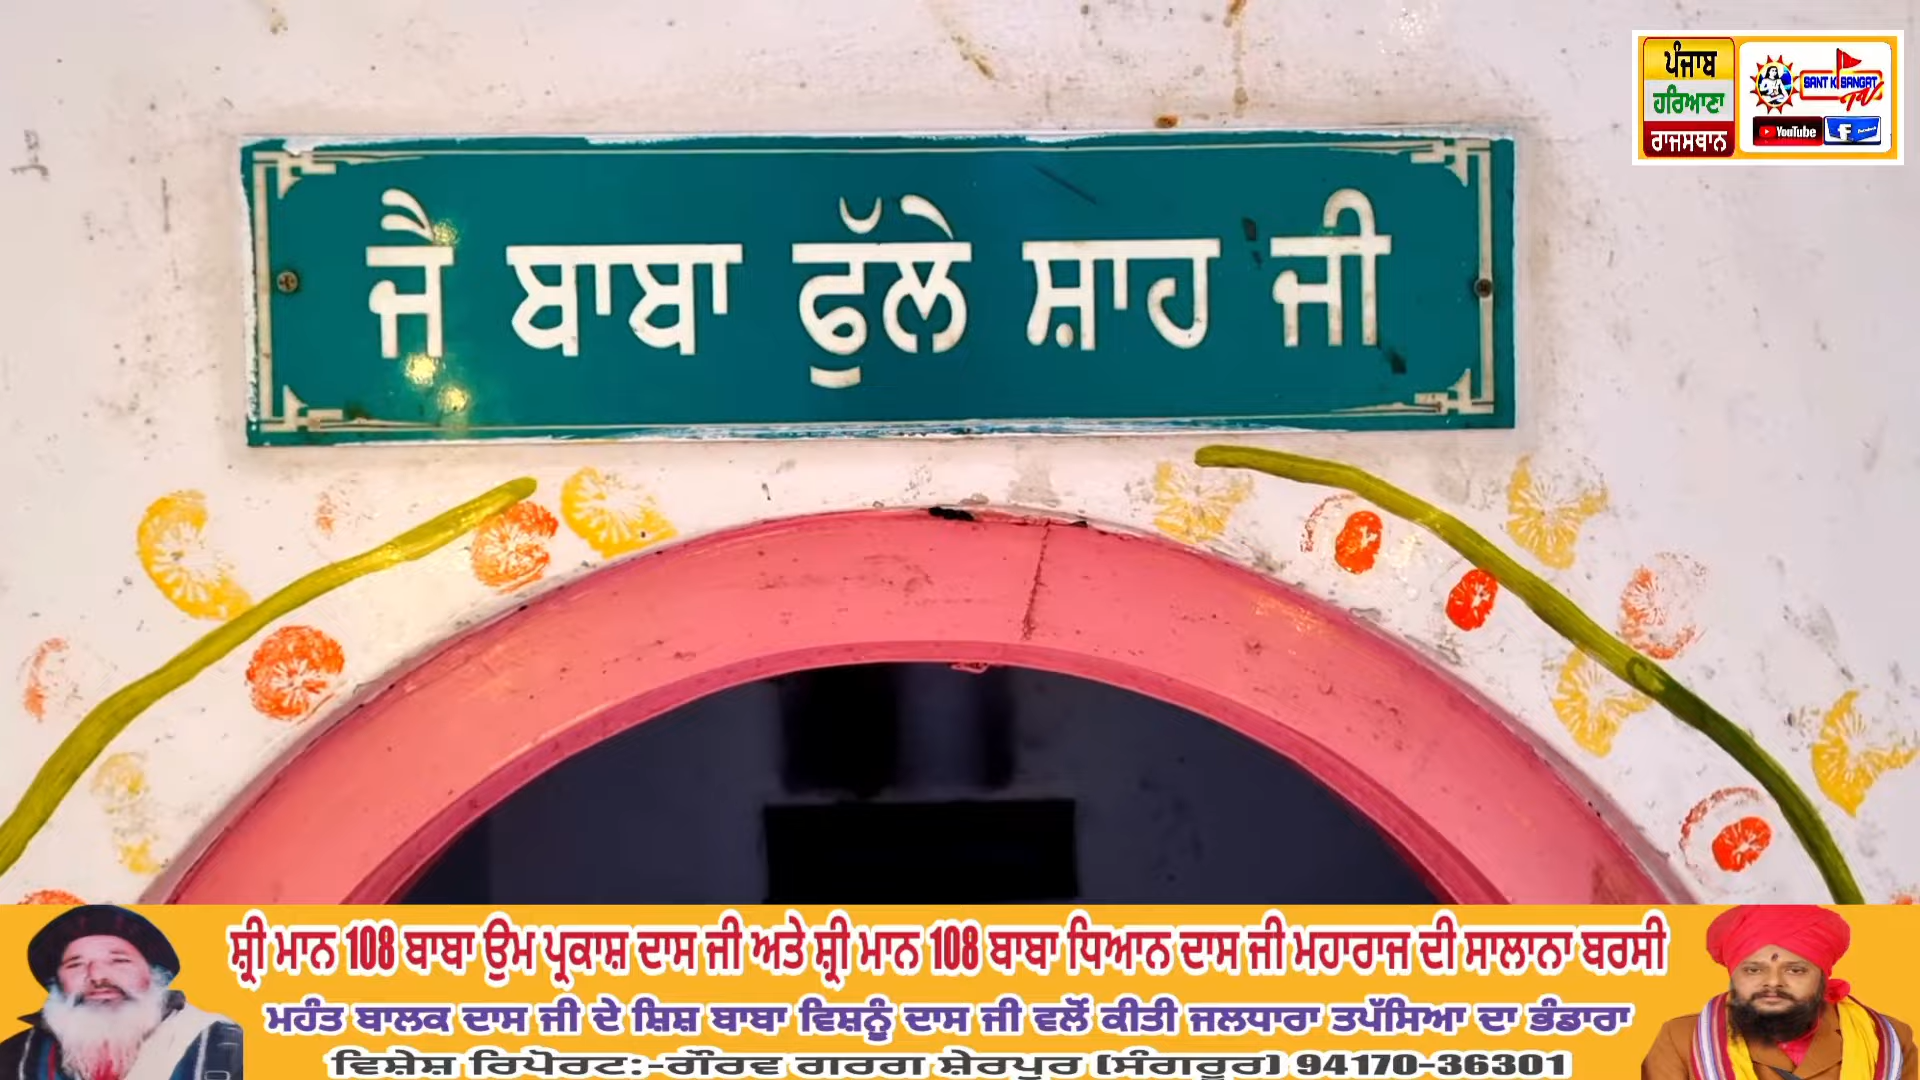 ਪੰਜਾਬ
ਹਰਿਆਣਾ
ਰਾਜਸਥਾਨ
SANT KI SANGAT
TV
YouTube
ਜੈ ਬਾਬਾ ਫੁੱਲੇ ਸ਼ਾਹ ਜੀ
ਸ਼੍ਰੀ ਮਾਨ 108 ਬਾਬਾ ਉਮ ਪ੍ਰਕਾਸ਼ ਦਾਸ ਜੀ ਅਤੇ ਸ਼੍ਰੀ ਮਾਨ 108 ਬਾਬਾ ਧਿਆਨ ਦਾਸ ਜੀ ਮਹਾਰਾਜ ਦੀ ਸਾਲਾਨਾ ਬਰਸੀ
ਮਹੰਤ ਬਾਲਕ ਦਾਸ ਜੀ ਦੇ ਸ਼ਿਸ਼ ਬਾਬਾ ਵਿਸ਼ਨੂੰ ਦਾਸ ਜੀ ਵਲੋਂ ਕੀਤੀ ਜਲਧਾਰਾ ਤਪੱਸਿਆ ਦਾ ਭੰਡਾਰਾ
ਵਿਸ਼ੇਸ਼ ਰਿਪੋਰਟ:-ਗੌਰਵ ਗਰਗ ਸ਼ੇਰਪੁਰ (ਸੰਗਰੂਰ) 94170-36301